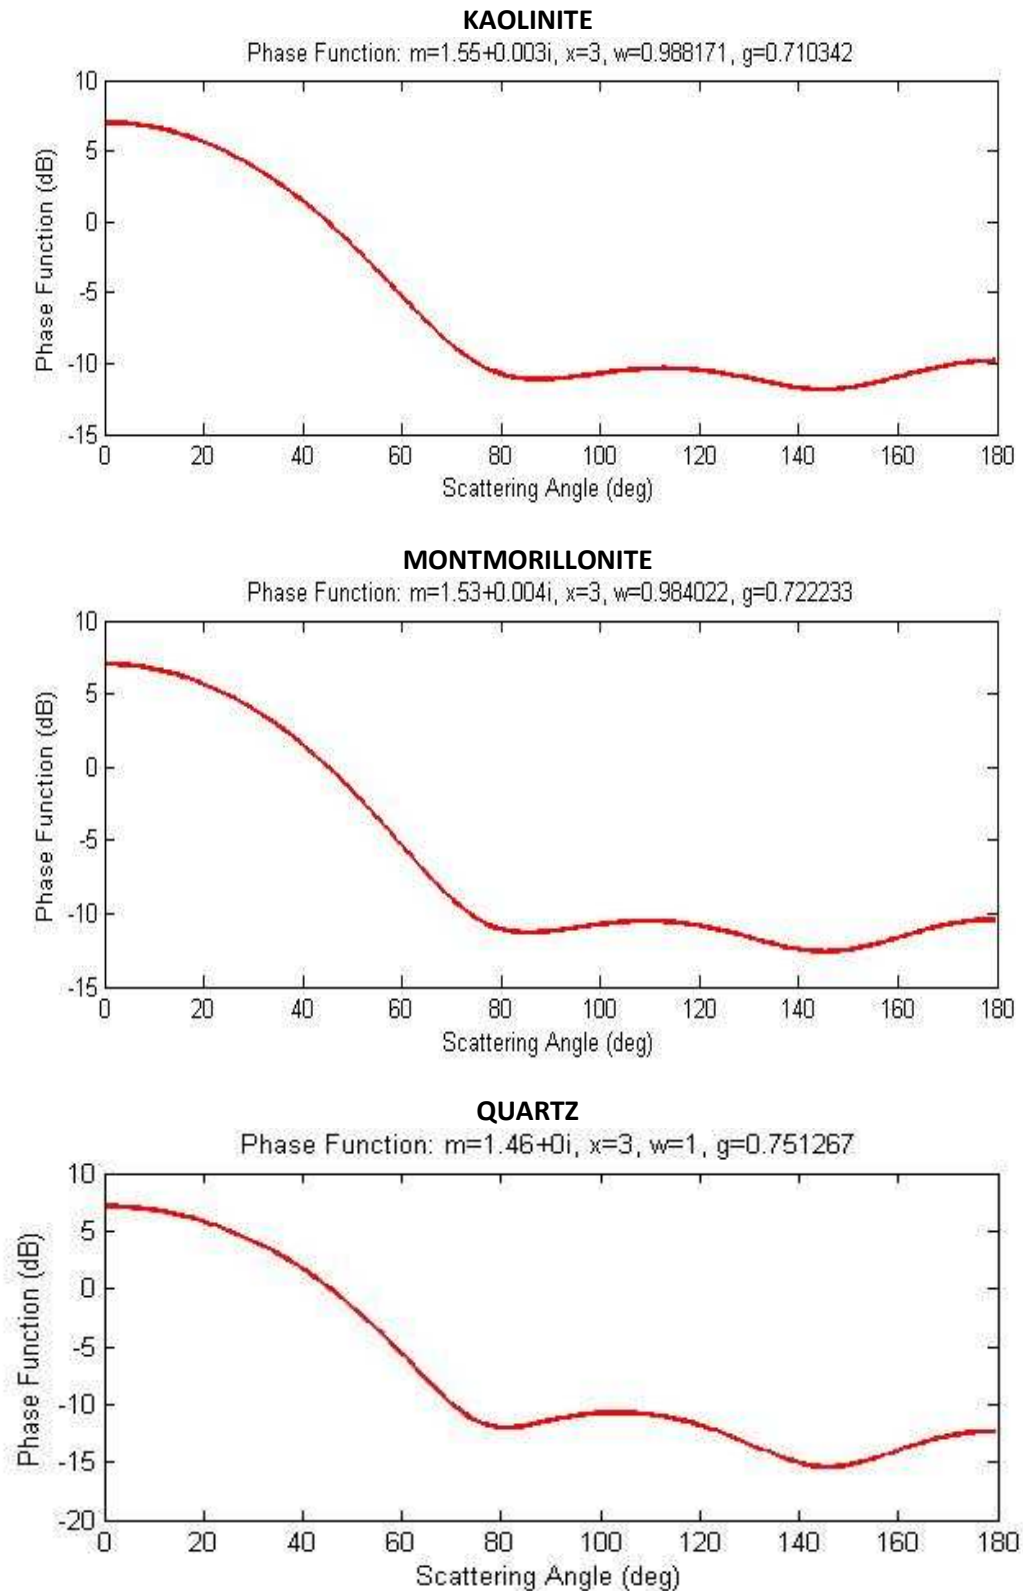 KAOLINITE
Phase Function: m=1.55+0.003i, x=3, w=0.988171, g=0.710342
10
5
0
-5
-10
-15
Phase Function (dB)
0 20 40 60 80 100 120 140 160 180
Scattering Angle (deg)
MONTMORILLONITE
Phase Function: m=1.53+0.004i, x=3, w=0.984022, g=0.722233
10
5
0
-5
-10
-15
Phase Function (dB)
0 20 40 60 80 100 120 140 160 180
Scattering Angle (deg)
QUARTZ
Phase Function: m=1.46+0i, x=3, w=1, g=0.751267
10
5
0
-5
-10
-15
-20
Phase Function (dB)
0 20 40 60 80 100 120 140 160 180
Scattering Angle (deg)